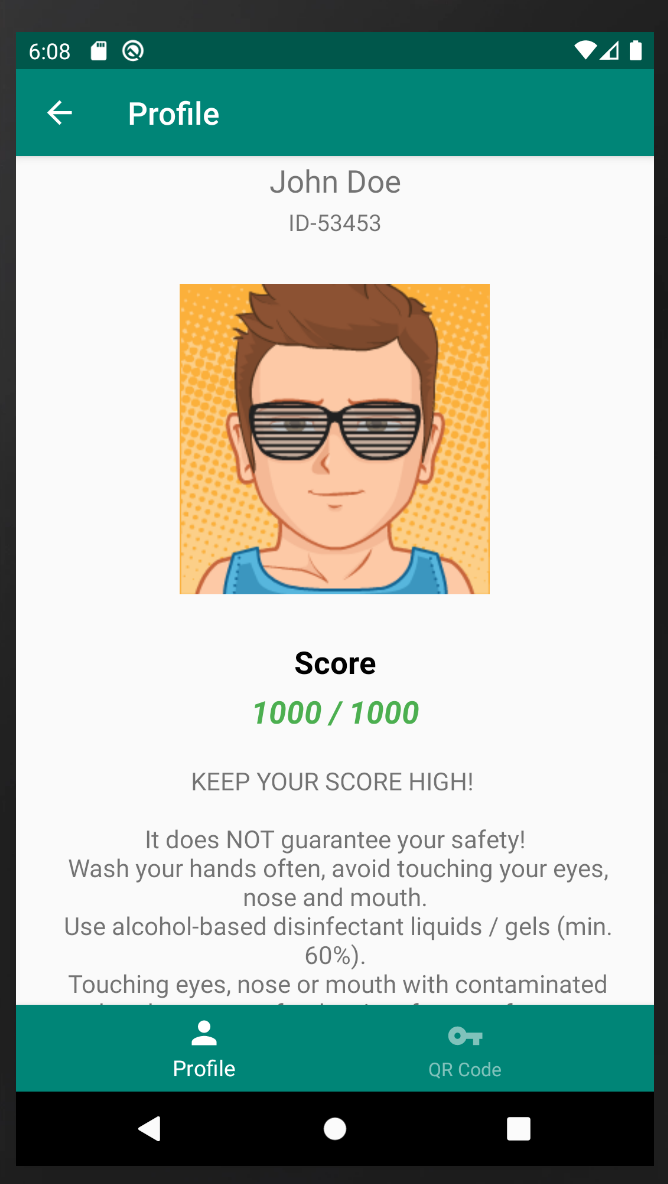 6:08
Profile
John Doe
ID-53453
Score
1000 / 1000
KEEP YOUR SCORE HIGH!
It does NOT guarantee your safety!
Wash your hands often, avoid touching your eyes,
nose and mouth.
Use alcohol-based disinfectant liquids / gels (min.
60%).
Touching eyes, nose or mouth with contaminated
Profile
QR Code